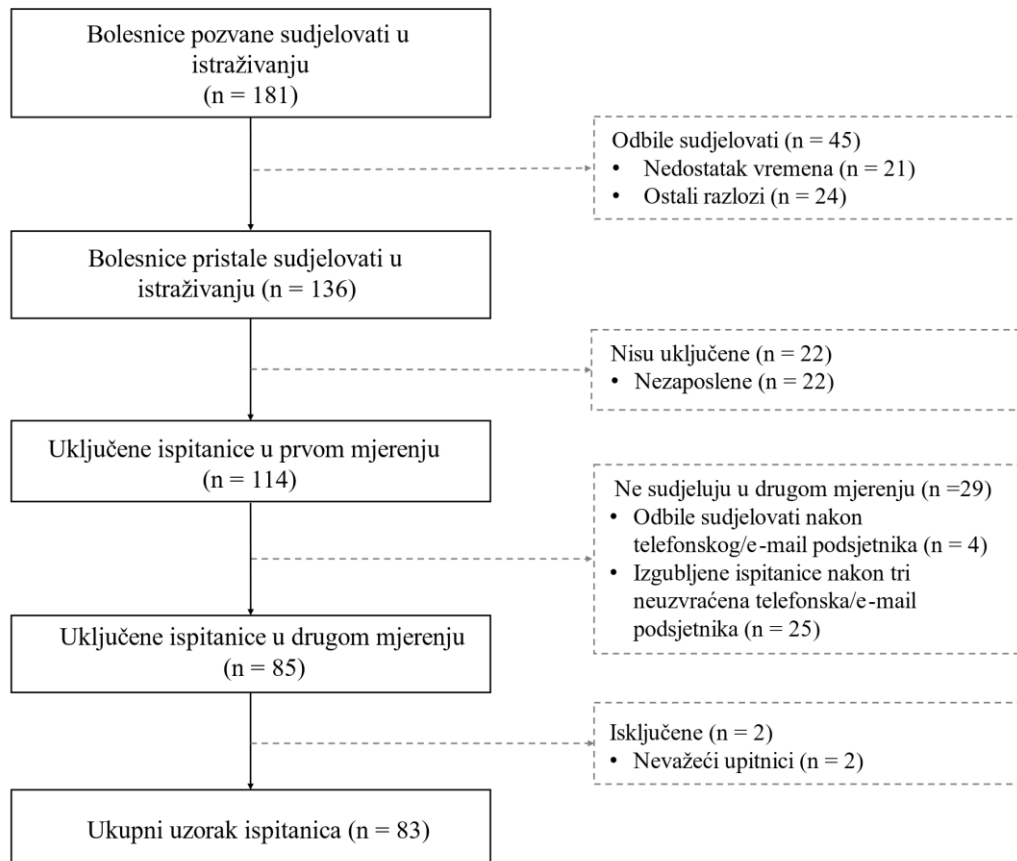 Bolesnice pozvane sudjelovati u
istraživanju
(n = 181)
Odbile sudjelovati (n = 45)
• Nedostatak vremena (n = 21)
• Ostali razlozi (n = 24)
Bolesnice pristale sudjelovati u
istraživanju (n = 136)
Nisu uključene (n = 22)
• Nezaposlene (n = 22)
Uključene ispitanice u prvom mjerenju
(n = 114)
Ne sudjeluju u drugom mjerenju (n =29)
• Odbile sudjelovati nakon
telefonskog/e-mail podsjetnika (n = 4)
• Izgubljene ispitanice nakon tri
neuzvraćena telefonska/e-mail
podsjetnika (n = 25)
Uključene ispitanice u drugom mjerenju
(n = 85)
Isključene (n = 2)
• Nevažeći upitnici (n = 2)
Ukupni uzorak ispitanica (n = 83)